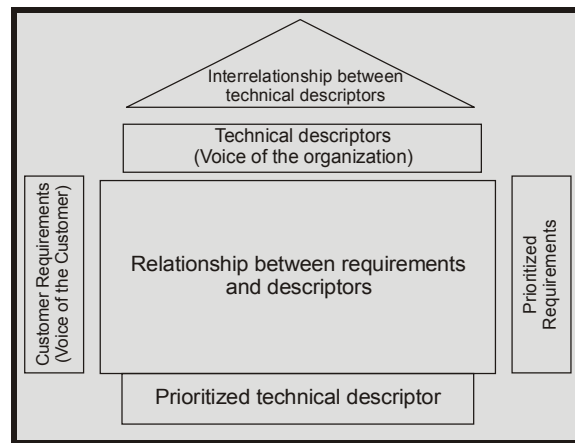 Interrelationship between
technical descriptors
Technical descriptors
(Voice of the organization)
Customer Requirements
(Voice of the Customer)
Relationship between requirements
and descriptors
Prioritized
Requirements
Prioritized technical descriptor